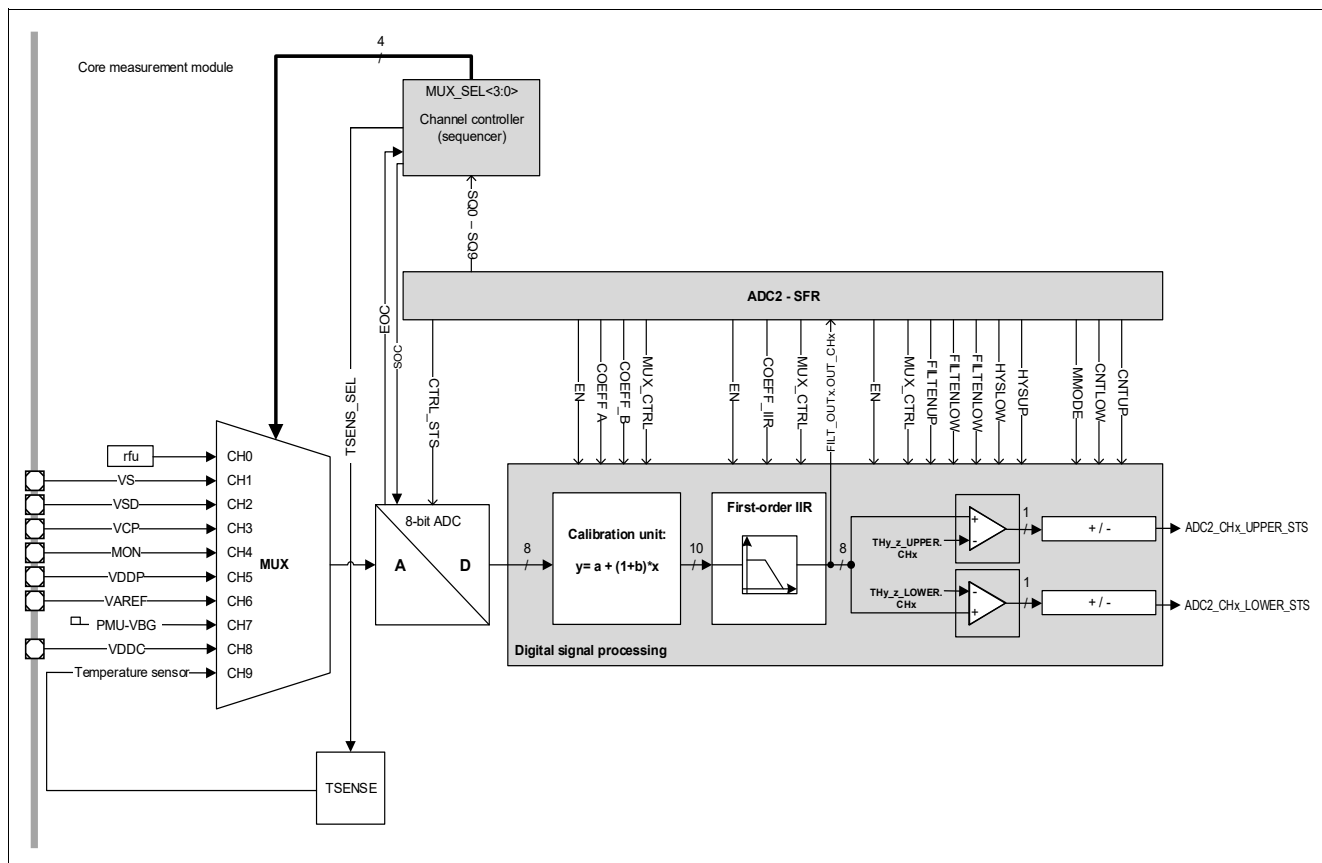 4
Core measurement module
MUX_SEL<3:0>
Channel controller
(sequencer)
SQ0 – SQ9
ADC2 - SFR
EOC
SOC
CTRL_STS
TSENS_SEL
EN
COEFF_A
COEFF_B
MUX_CTRL
EN
COEFF_IIR
MUX_CTRL
FILT_OUTx.OUT_CHx
EN
MUX_CTRL
FILTENUP
FILTENLOW
FILTENLOW
HYSLOW
HYSUP
MMODE
CNTLOW
CNTUP
rfu
CH0
VS
CH1
VSD
CH2
VCP
CH3
MON
CH4
VDDP
CH5
VAREF
CH6
PMU-VBG
CH7
VDDC
CH8
Temperature sensor
CH9
MUX
8-bit ADC
A
D
8
Calibration unit:
y= a + (1+b)*x
10
First-order IIR
8
+
THy_z_UPPER.
CHx
-
1
+ / -
ADC2_CHx_UPPER_STS
THy_z_LOWER.
CHx
-
+
1
+ / -
ADC2_CHx_LOWER_STS
Digital signal processing
TSENSE